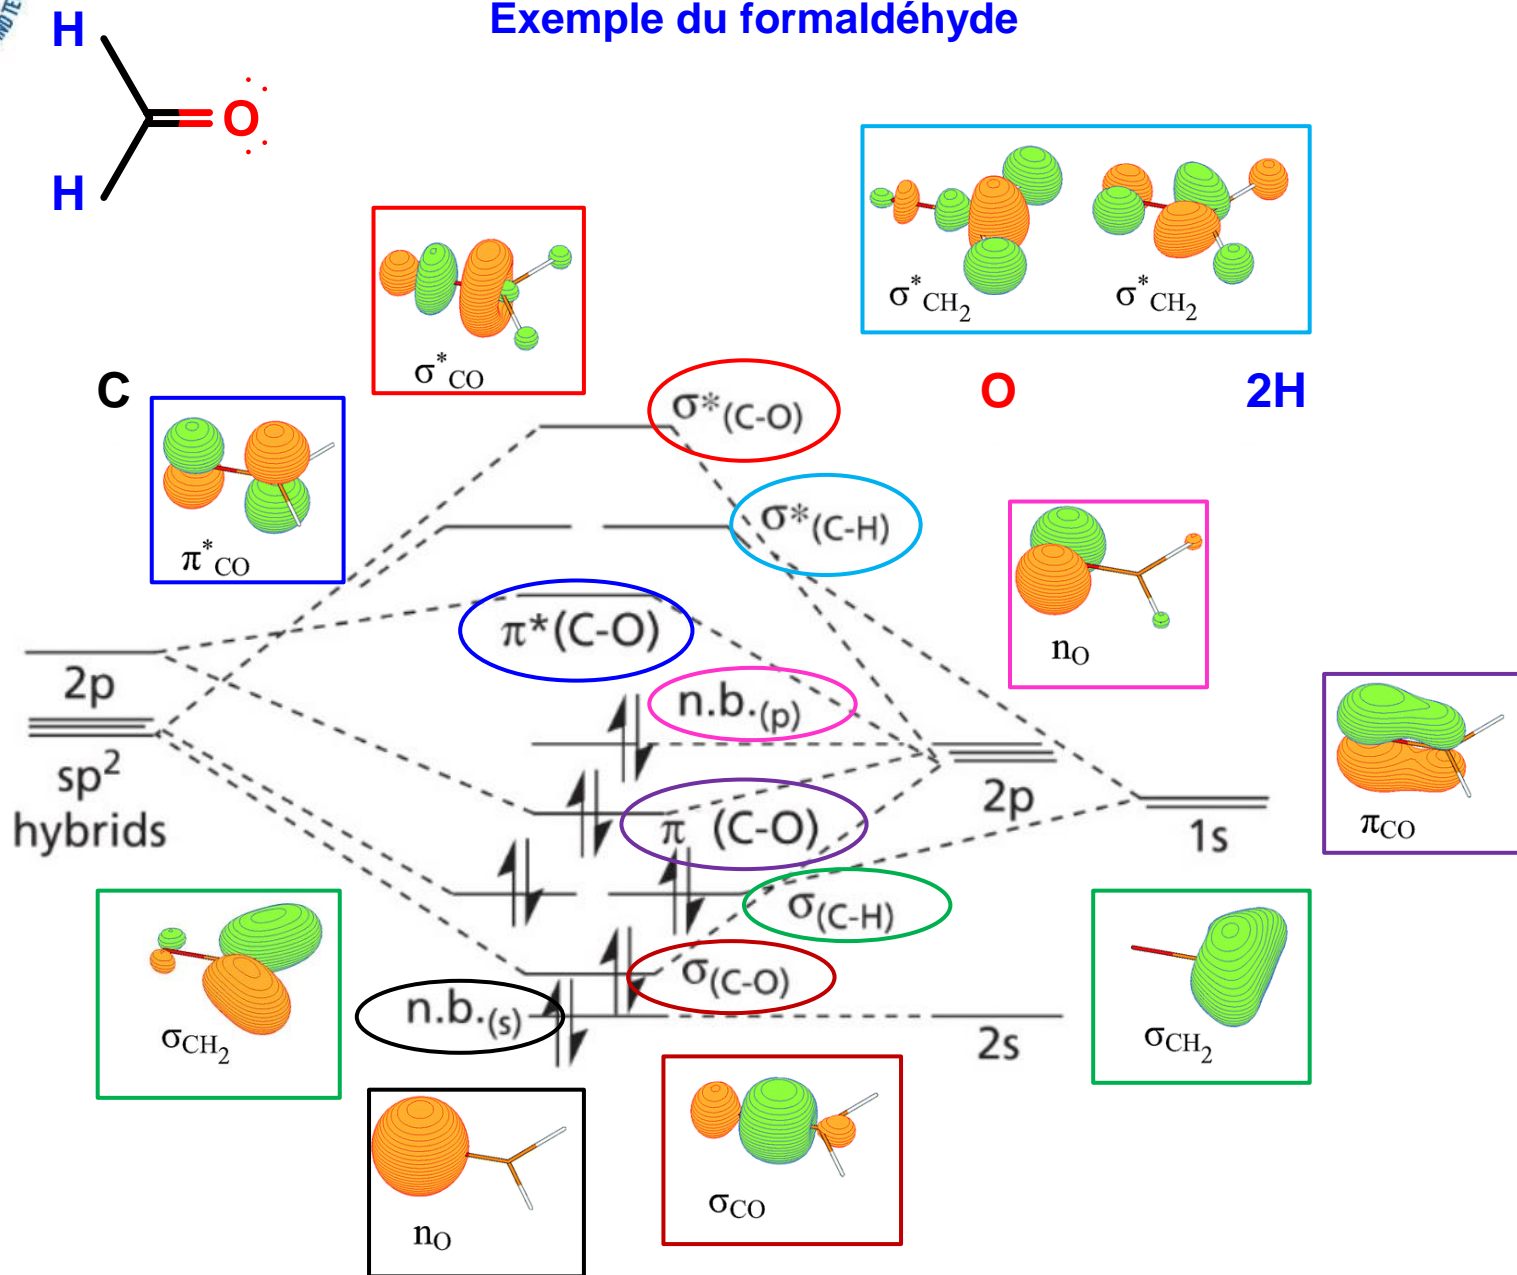 Exemple du formaldéhyde
H
O
H
σ*CH2
σ*CH2
σ*CO
C
O
2H
σ*(C-O)
σ*(C-H)
π*CO
π*(C-O)
nO
2p
n.b.(p)
sp2
hybrids
2p
π (C-O)
1s
πCO
σ(C-H)
σ(C-O)
n.b.(s)
σCH2
σCH2
2s
σCO
nO